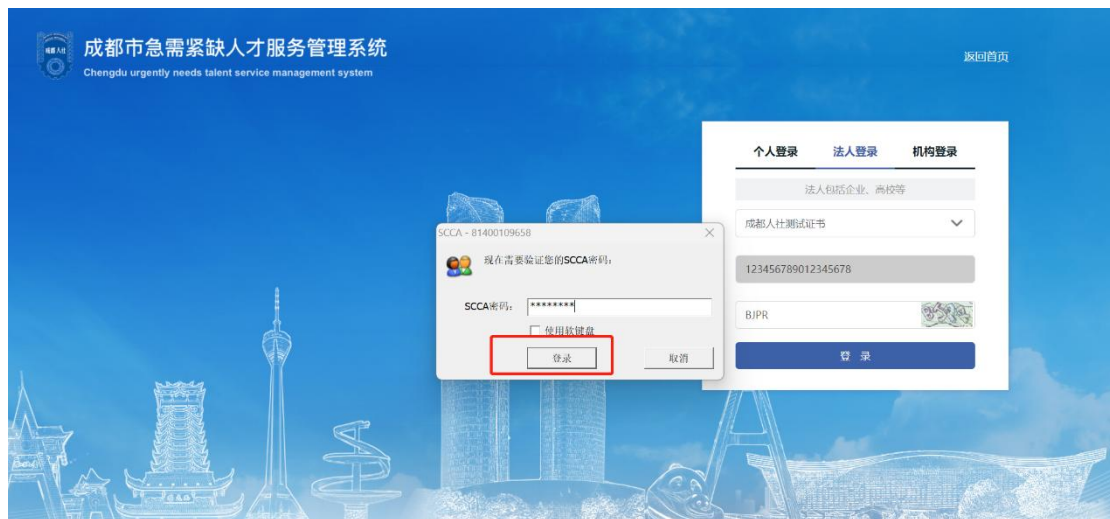 成都人社
成都市急需紧缺人才服务管理系统
Chengdu urgently needs talent service management system
返回首页
个人登录 法人登录 机构登录
法人包括企业、高校等
成都人社测试证书
123456789012345678
BJPR
登 录
SCCA - 81400109658
现在需要验证您的SCCA密码:
SCCA密码: ********
使用软键盘
登录 取消